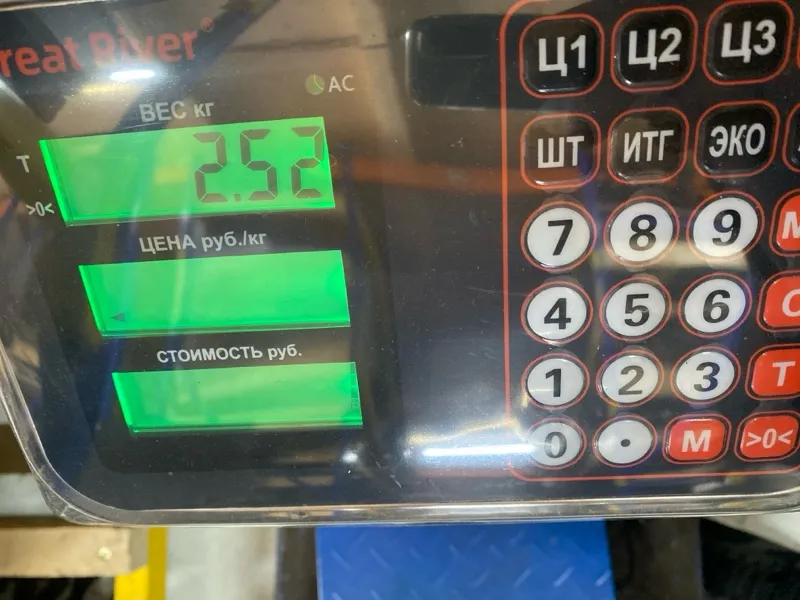 reat River®
AC
ВЕС кг
T
>0<
2.52
ЦЕНА руб./кг
СТОИМОСТЬ руб.
Ц1 Ц2 Ц3
ШТ ИТГ ЭКО
7 8 9 M
4 5 6 C
1 2 3 T
0 • M >0<